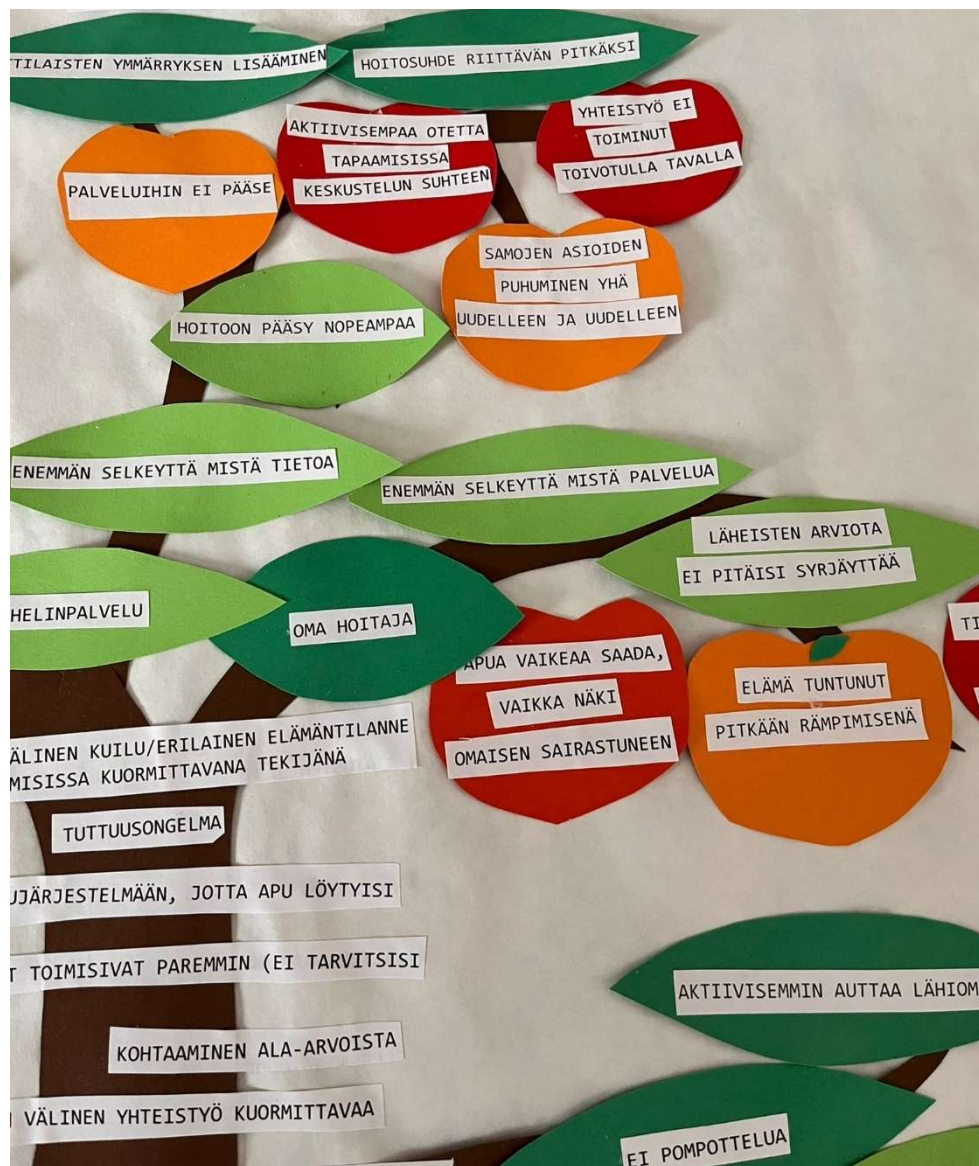 TILAISTEN YMMÄRRYKSEN LISÄÄMINEN
HOITOSUHDE RIITTÄVÄN PITKÄKSI
PALVELUIHIN EI PÄÄSE
AKTIIVISEMPAA OTETTA
TAPAAMISISSA
KESKUSTELUN SUHTEEN
YHTEISTYÖ EI
TOIMINUT
TOIVOTULLA TAVALLA
SAMOJEN ASIOIDEN
PUHUMINEN YHÄ
UUDELLEEN JA UUDELLEEN
HOITOON PÄÄSY NOPEAMPAA
ENEMMÄN SELKEYTTÄ MISTÄ TIETOA
ENEMMÄN SELKEYTTÄ MISTÄ PALVELUA
LÄHEISTEN ARVIOTA
EI PITÄISI SYRJÄYTTÄÄ
HELINPALVELU
OMA HOITAJA
APUA VAIKEAA SAADA,
VAIKKA NÄKI
OMAISEN SAIRASTUNEEN
ELÄMÄ TUNTUNUT
PITKÄÄN RÄMPIMISENÄ
TI
ÄLINEN KUILU/ERILAINEN ELÄMÄNTILANNE
MISISSA KUORMITTAVANA TEKIJÄNÄ
TUTTUUSONGELMA
UJÄRJESTELMÄÄN, JOTTA APU LÖYTYISI
T TOIMISIVAT PAREMMIN (EI TARVITSISI
AKTIIVISEMMIN AUTTAA LÄHIOM
KOHTAAMINEN ALA-ARVOISTA
N VÄLINEN YHTEISTYÖ KUORMITTAVAA
EI POMPOTTELUA